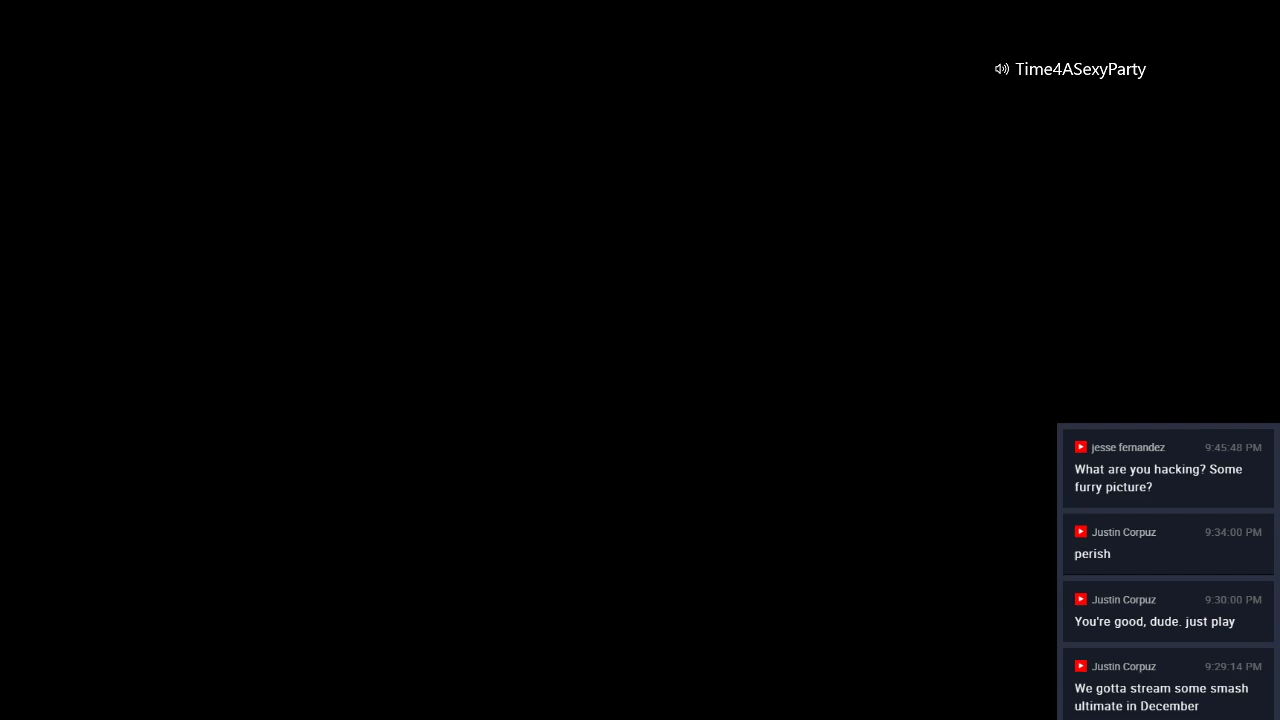 Time4ASexyParty
jesse fernandez 9:45:48 PM
What are you hacking? Some
furry picture?
Justin Corpuz 9:34:00 PM
perish
Justin Corpuz 9:30:00 PM
You're good, dude. just play
Justin Corpuz 9:29:14 PM
We gotta stream some smash
ultimate in December